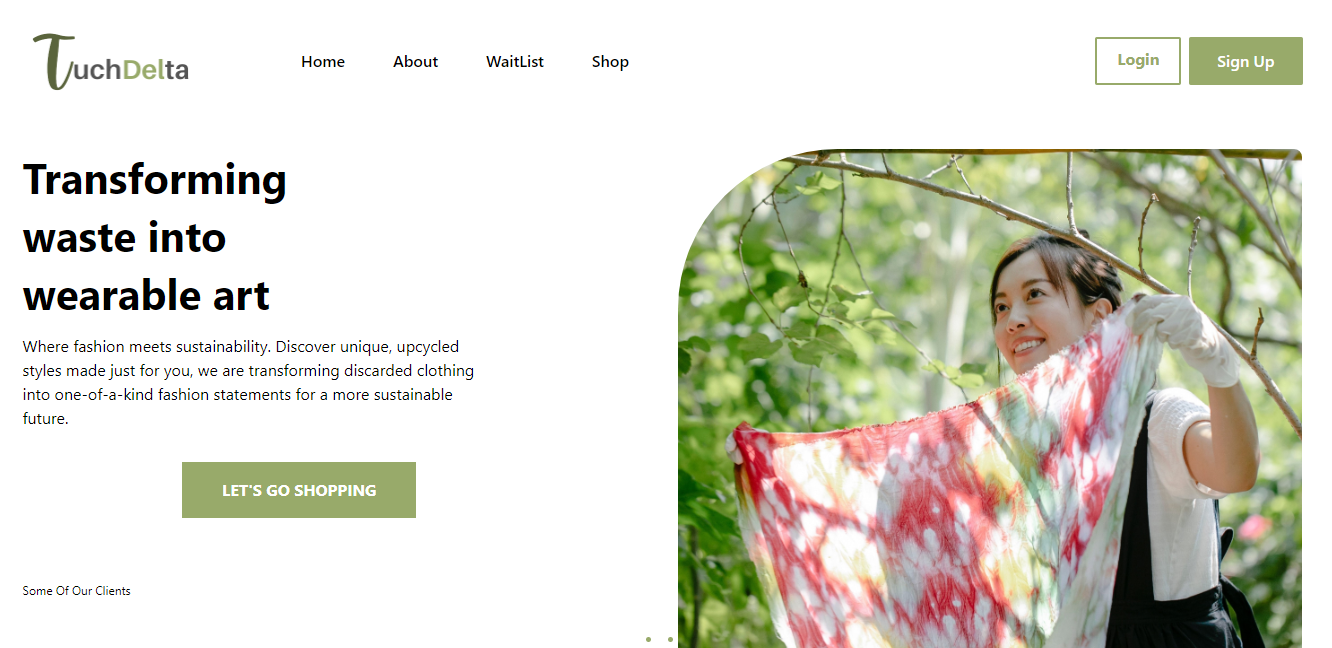 TuchDelta
Home About WaitList Shop
Login Sign Up
Transforming
waste into
wearable art
Where fashion meets sustainability. Discover unique, upcycled
styles made just for you, we are transforming discarded clothing
into one-of-a-kind fashion statements for a more sustainable
future.
LET'S GO SHOPPING
Some Of Our Clients